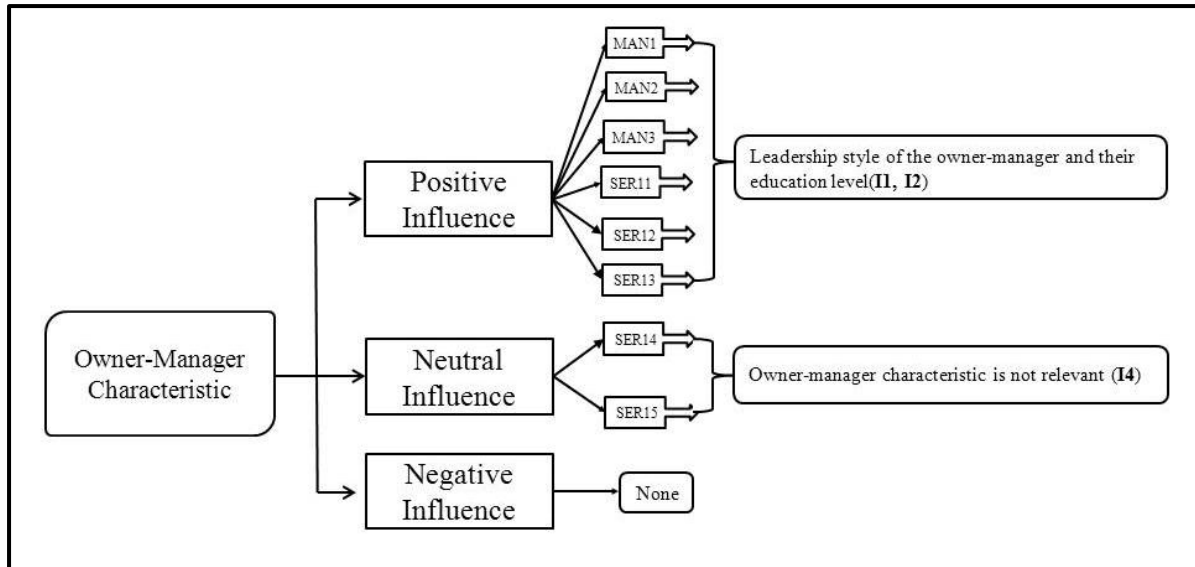 Owner-Manager
Characteristic
Positive
Influence
MAN1
MAN2
MAN3
SER11
SER12
SER13
Leadership style of the owner-manager and their
education level(I1, I2)
Neutral
Influence
SER14
SER15
Owner-manager characteristic is not relevant (I4)
Negative
Influence
None